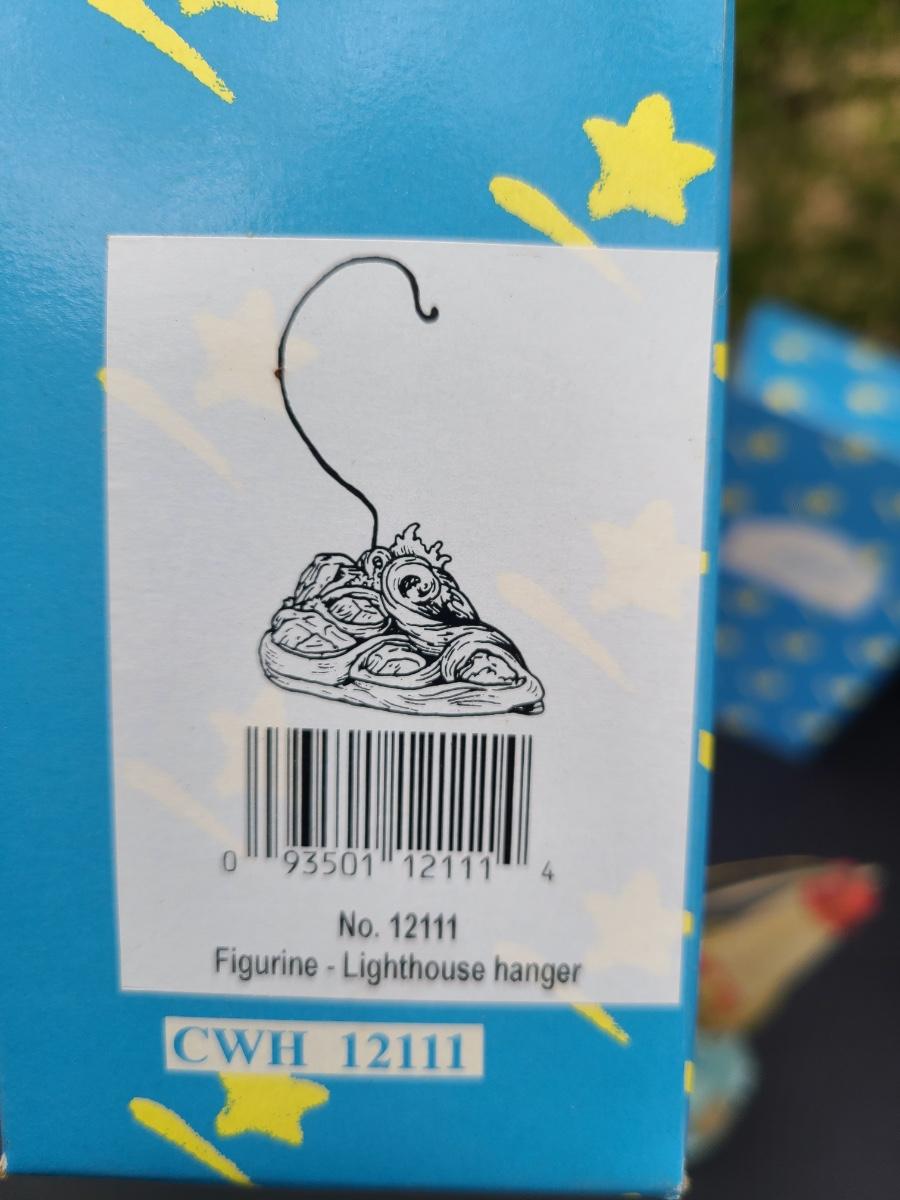 0 93501 12111 4
No. 12111
Figurine - Lighthouse hanger
CWH 12111